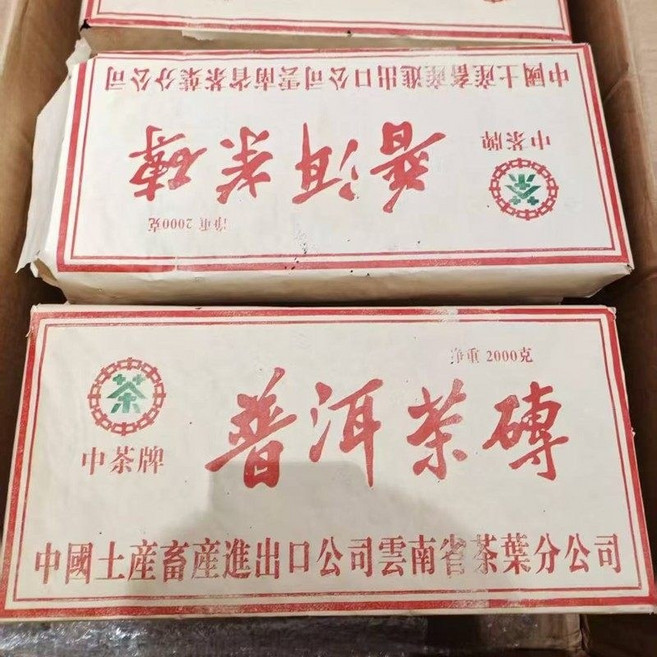 中國土産畜産進出口公司雲南省茶葉分公司
普洱茶磚
中茶牌
茶
净重 2000克
净重 2000克
茶
中茶牌
普洱茶磚
中國土産畜産進出口公司雲南省茶葉分公司